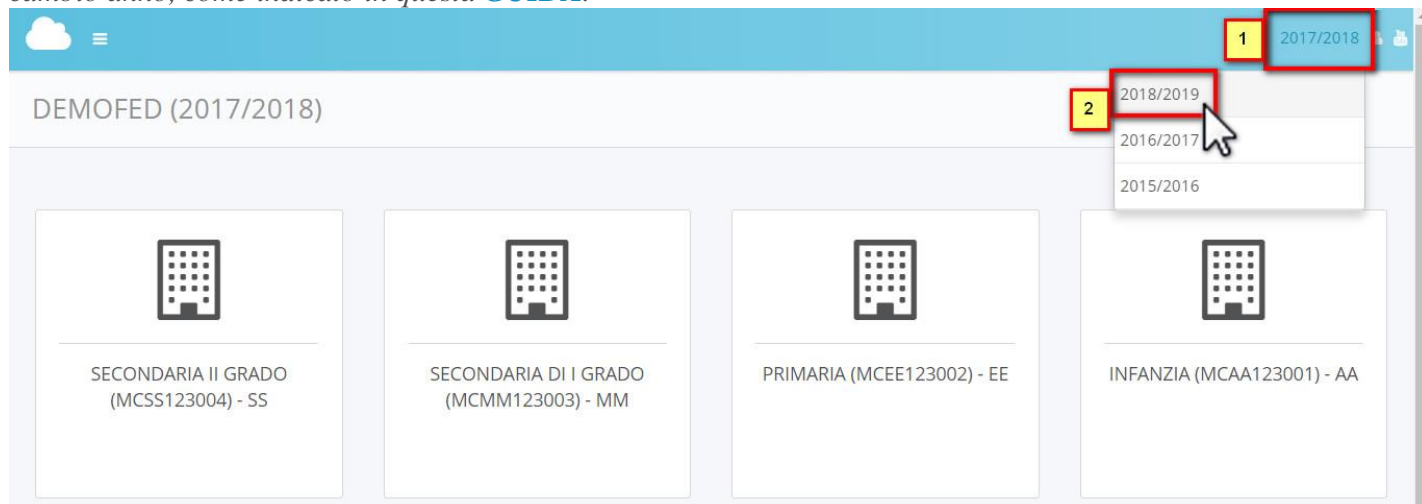 cambio anno, come indicato in questa GUIDA.
1 2017/2018
DEMOFED (2017/2018)
2 2018/2019
2016/2017
2015/2016
SECONDARIA II GRADO
(MCSS123004) - SS
SECONDARIA DI I GRADO
(MCMM123003) - MM
PRIMARIA (MCEE123002) - EE
INFANZIA (MCAA123001) - AA